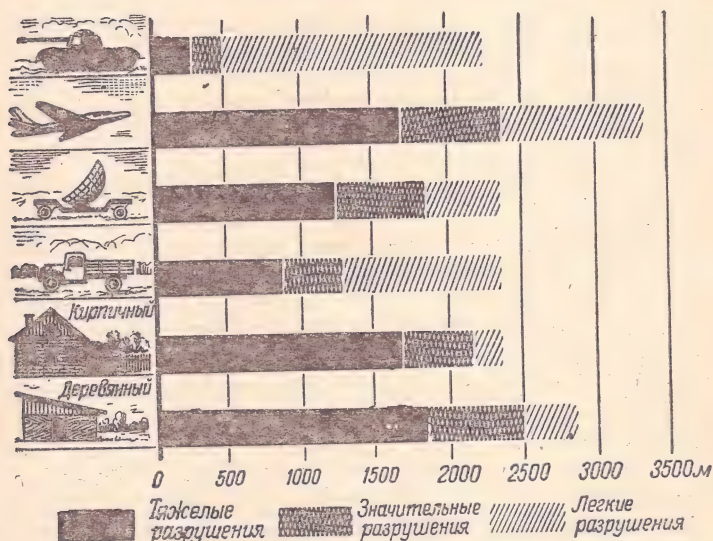 Кирпичный
Деревянный
0 500 1000 1500 2000 2500 3000 3500м
Тяжелые
разрушения
Значительные
разрушения
Легкие
разрушения